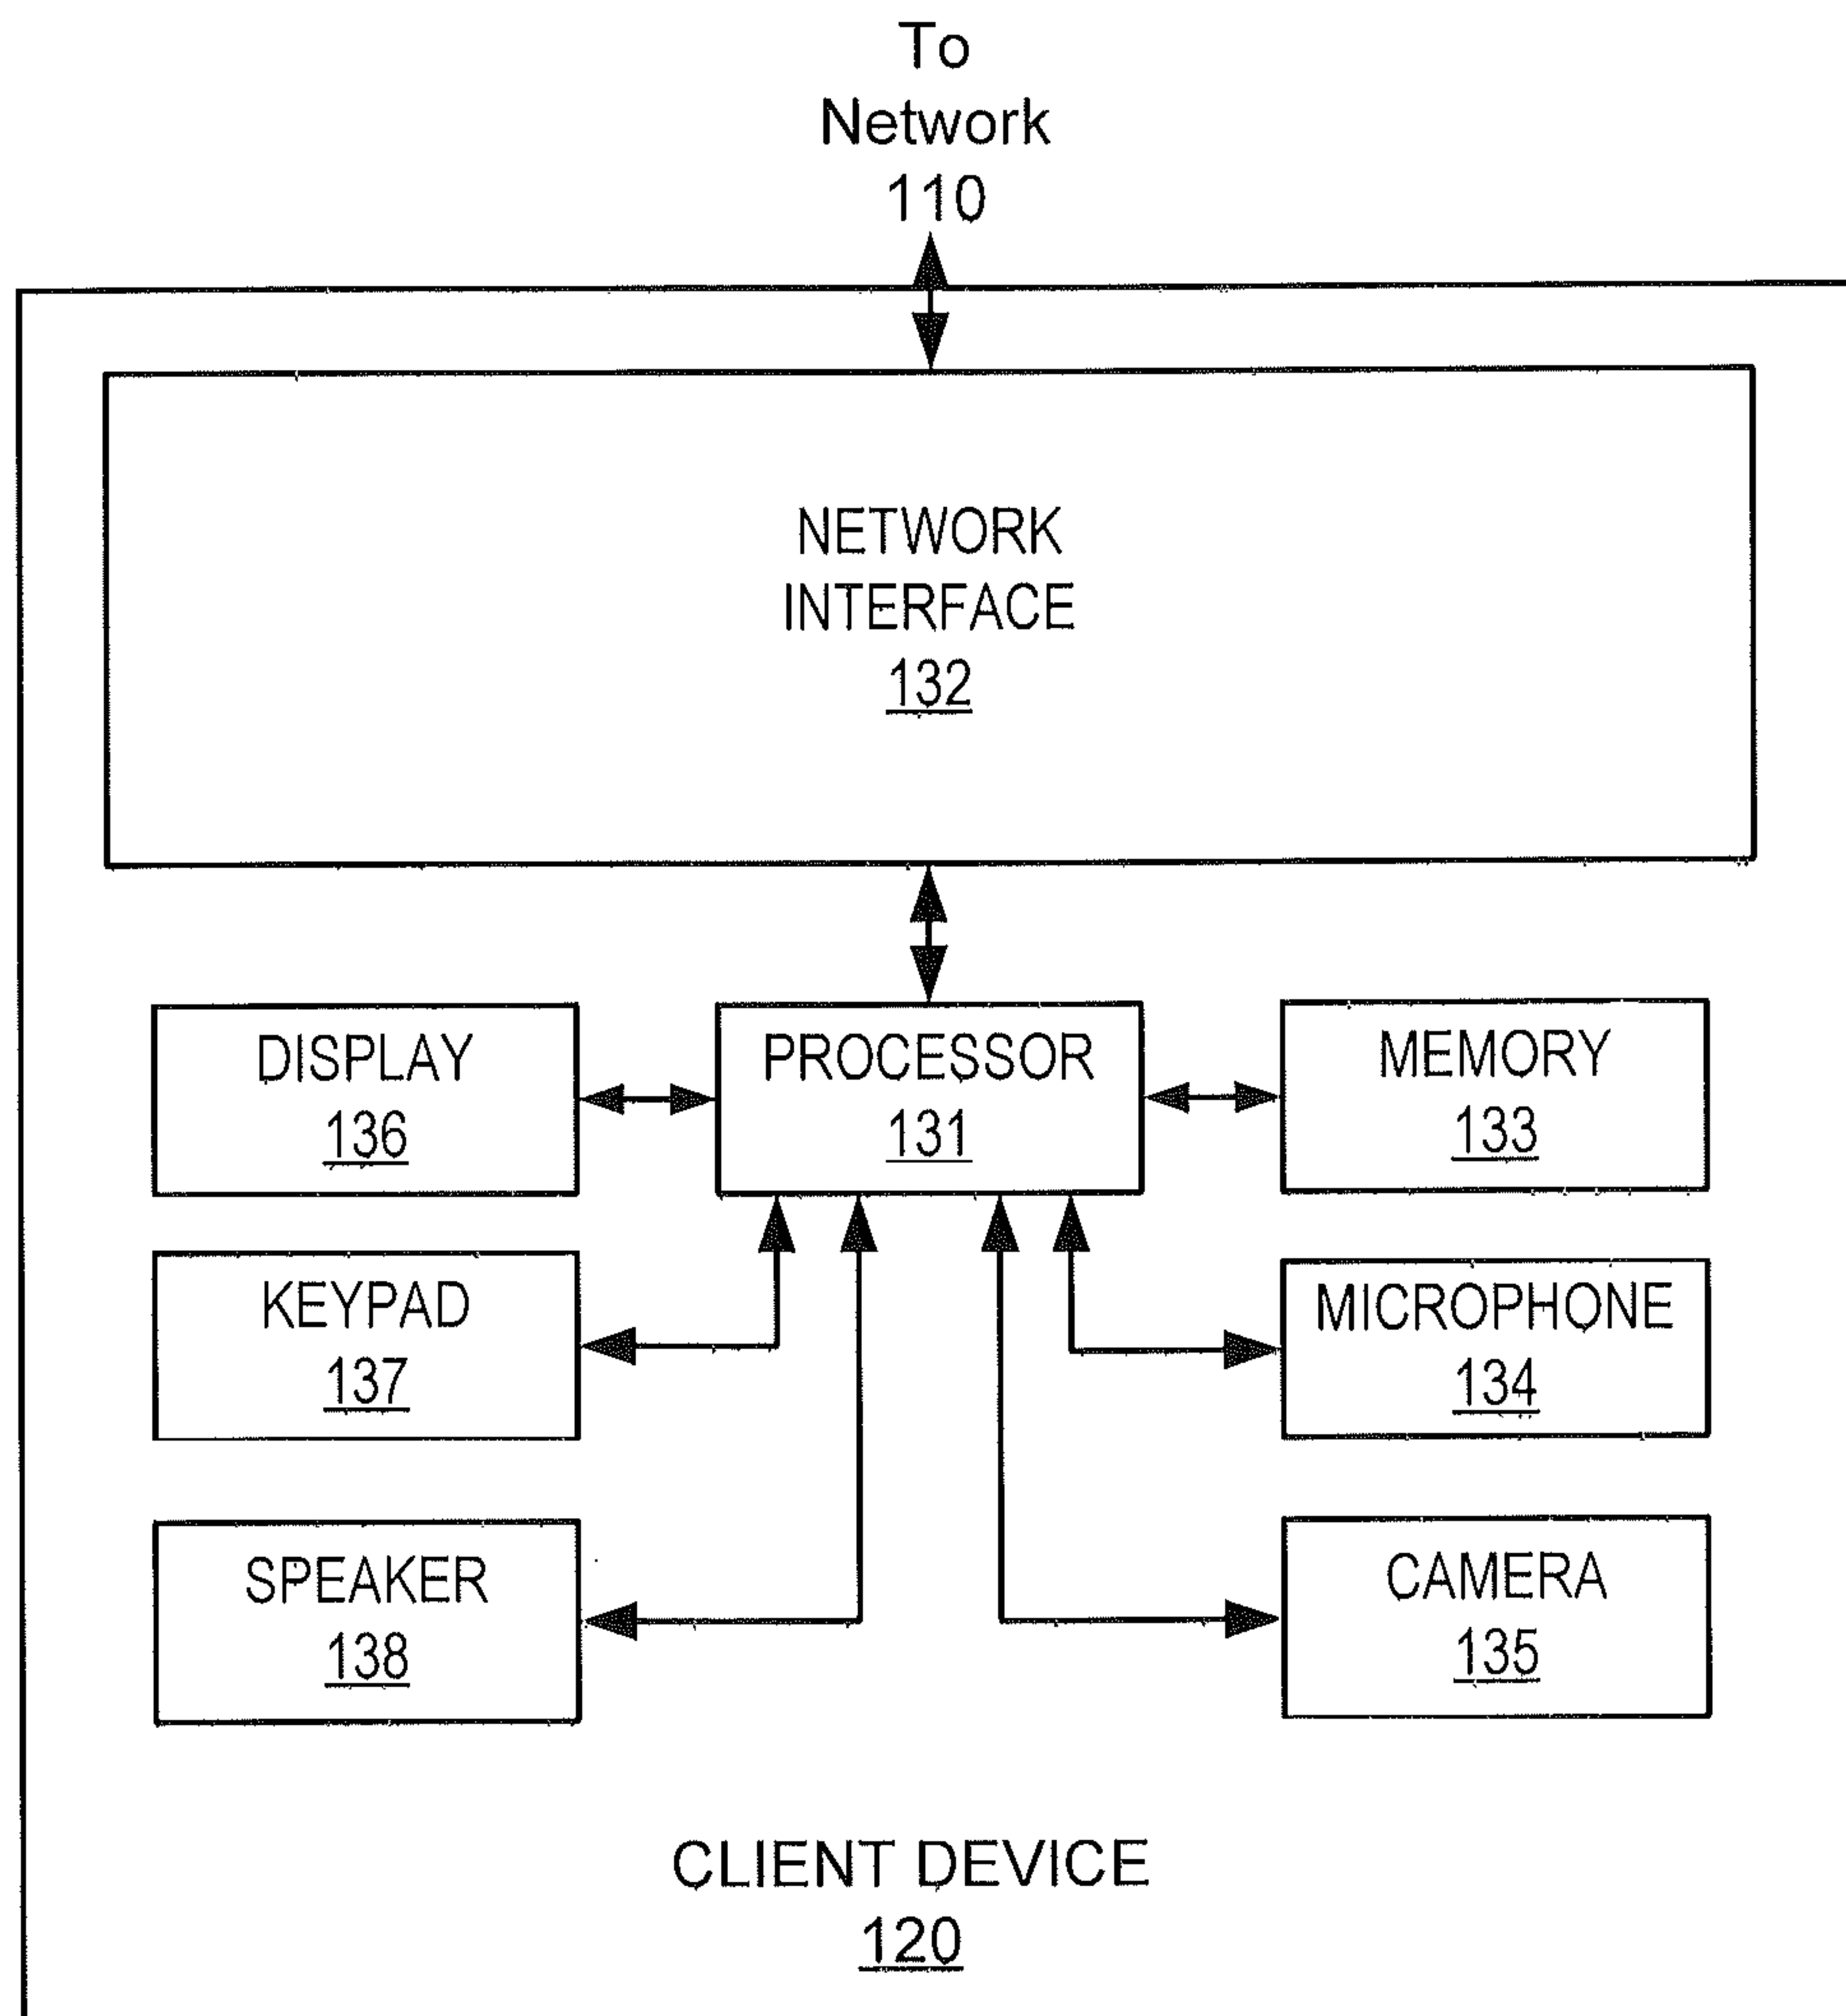 To
Network
110
NETWORK
INTERFACE
132
DISPLAY
136
PROCESSOR
131
MEMORY
133
KEYPAD
137
MICROPHONE
134
SPEAKER
138
CAMERA
135
CLIENT DEVICE
120